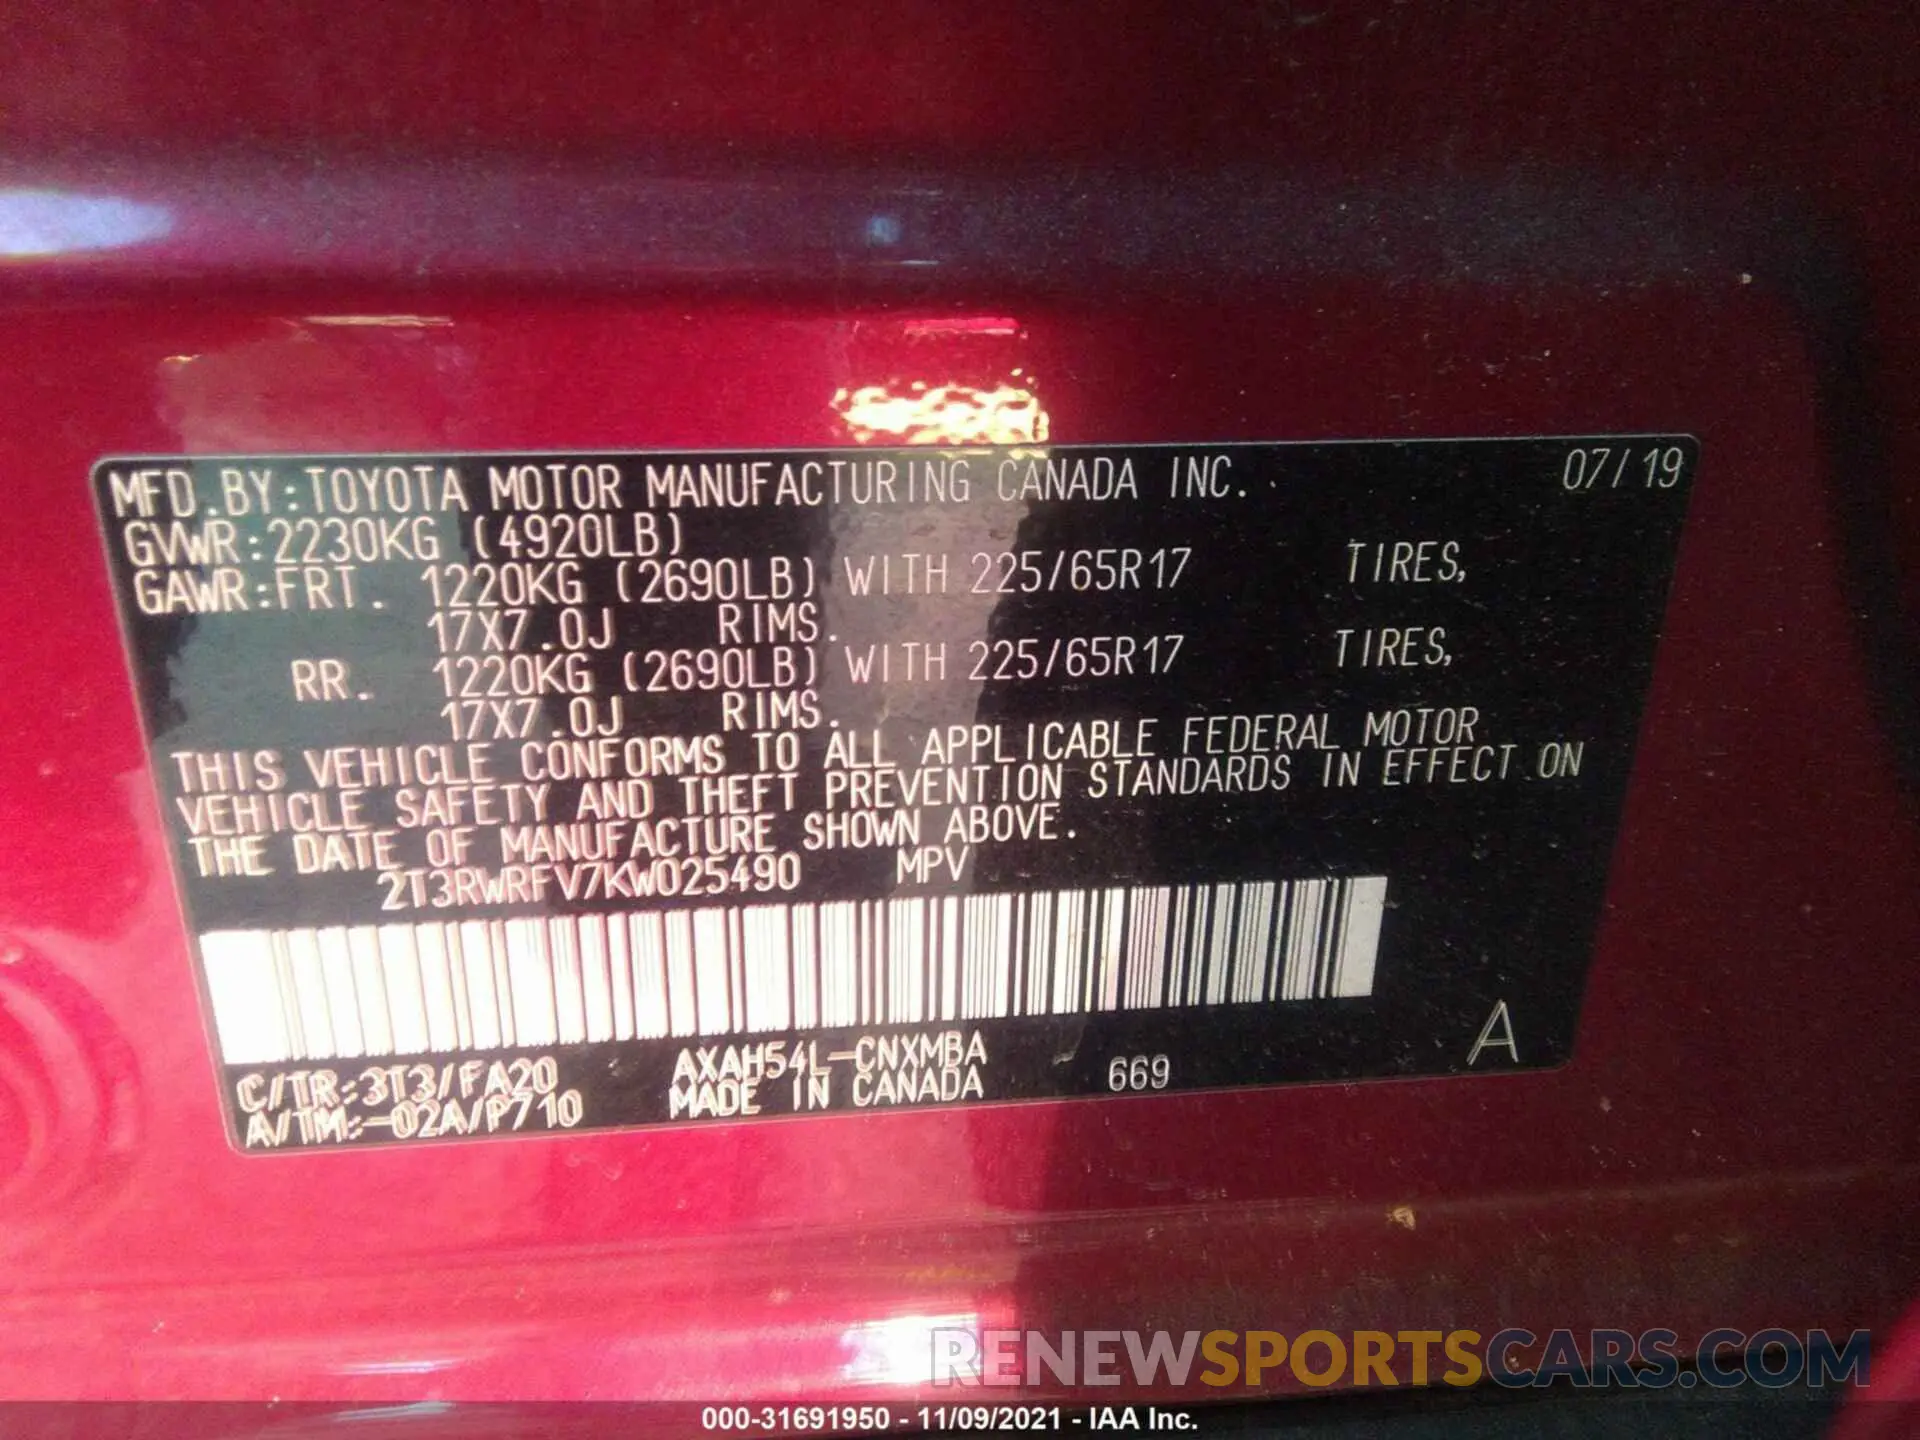 MFD.BY:TOYOTA MOTOR MANUFACTURING CANADA INC. 07/19
GVWR:2230KG (4920LB)
GAWR:FRT. 1220KG (2690LB) WITH 225/65R17 TIRES,
17X7.0J RIMS.
RR. 1220KG (2690LB) WITH 225/65R17 TIRES,
17X7.0J RIMS.
THIS VEHICLE CONFORMS TO ALL APPLICABLE FEDERAL MOTOR
VEHICLE SAFETY AND THEFT PREVENTION STANDARDS IN EFFECT ON
THE DATE OF MANUFACTURE SHOWN ABOVE.
2T3RWRFV7KW025490 MPV
C/TR:3T3/FA20 AXAH54L-CNXMBA 669 A
A/TM:-02A/P710 MADE IN CANADA
RENEWSPORTSCARS.COM
000-31691950 - 11/09/2021 - IAA Inc.